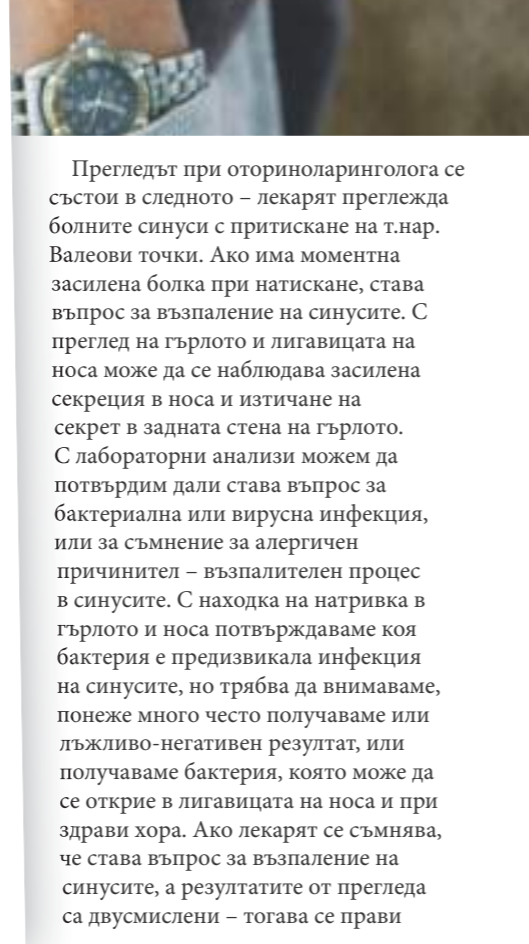 Прегледът при оториноларинголога се
състои в следното – лекарят преглежда
болните синуси с притискане на т.нар.
Валеови точки. Ако има моментна
засилена болка при натискане, става
въпрос за възпаление на синусите. С
преглед на гърлото и лигавицата на
носа може да се наблюдава засилена
секреция в носа и изтичане на
секрет в задната стена на гърлото.
С лабораторни анализи можем да
потвърдим дали става въпрос за
бактериална или вирусна инфекция,
или за съмнение за алергичен
причинител – възпалителен процес
в синусите. С находка на натривка в
гърлото и носа потвърждаваме коя
бактерия е предизвикала инфекция
на синусите, но трябва да внимаваме,
понеже много често получаваме или
лъжливо-негативен резултат, или
получаваме бактерия, която може да
се открие в лигавицата на носа и при
здрави хора. Ако лекарят се съмнява,
че става въпрос за възпаление на
синусите, а резултатите от прегледа
са двусмислени – тогава се прави